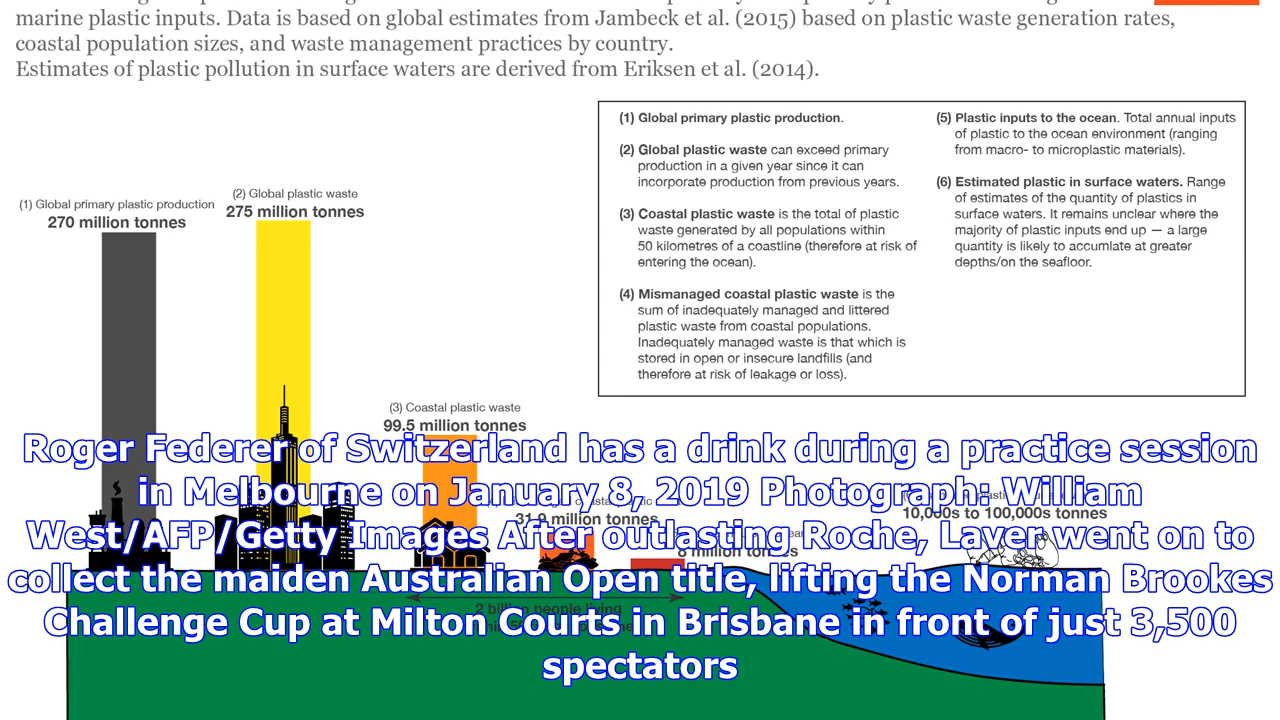 marine plastic inputs. Data is based on global estimates from Jambeck et al. (2015) based on plastic waste generation rates,
coastal population sizes, and waste management practices by country.
Estimates of plastic pollution in surface waters are derived from Eriksen et al. (2014).
(1) Global primary plastic production.
(2) Global plastic waste can exceed primary
production in a given year since it can
incorporate production from previous years.
(3) Coastal plastic waste is the total of plastic
waste generated by all populations within
50 kilometres of a coastline (therefore at risk of
entering the ocean).
(4) Mismanaged coastal plastic waste is the
sum of inadequately managed and littered
plastic waste from coastal populations.
Inadequately managed waste is that which is
stored in open or insecure landfills (and
therefore at risk of leakage or loss).
(5) Plastic inputs to the ocean. Total annual inputs
of plastic to the ocean environment (ranging
from macro- to microplastic materials).
(6) Estimated plastic in surface waters. Range
of estimates of the quantity of plastics in
surface waters. It remains unclear where the
majority of plastic inputs end up — a large
quantity is likely to accumlate at greater
depths/on the seafloor.
(1) Global primary plastic production
270 million tonnes
(2) Global plastic waste
275 million tonnes
(3) Coastal plastic waste
99.5 million tonnes
31.9 million tonnes
8 million tonnes
10,000s to 100,000s tonnes
2 billion people living
Roger Federer of Switzerland has a drink during a practice session
in Melbourne on January 8, 2019 Photograph: William
West/AFP/Getty Images After outlasting Roche, Laver went on to
collect the maiden Australian Open title, lifting the Norman Brookes
Challenge Cup at Milton Courts in Brisbane in front of just 3,500
spectators